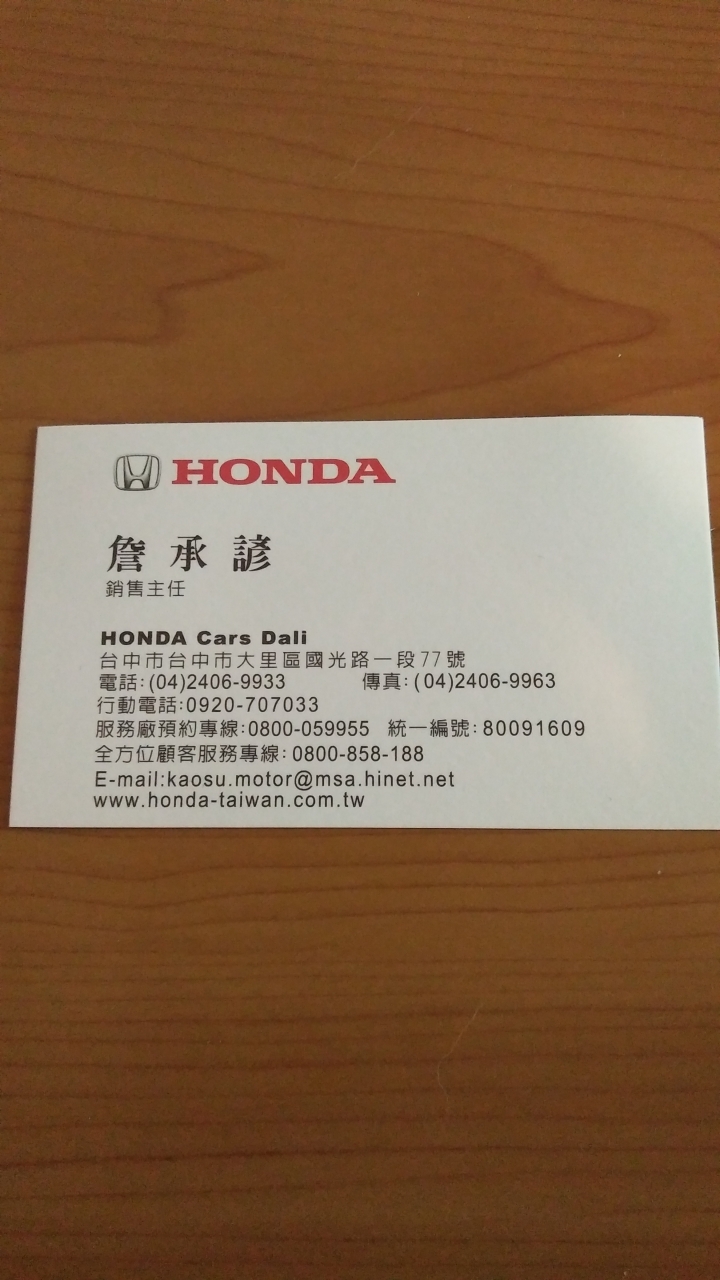 HONDA
詹承諺
銷售主任
HONDA Cars Dali
台中市台中市大里區國光路一段77號
電話:(04)2406-9933 傳真:(04)2406-9963
行動電話:0920-707033
服務廠預約專線:0800-059955 統一編號:80091609
全方位顧客服務專線:0800-858-188
E-mail:kaosu.motor@msa.hinet.net
www.honda-taiwan.com.tw